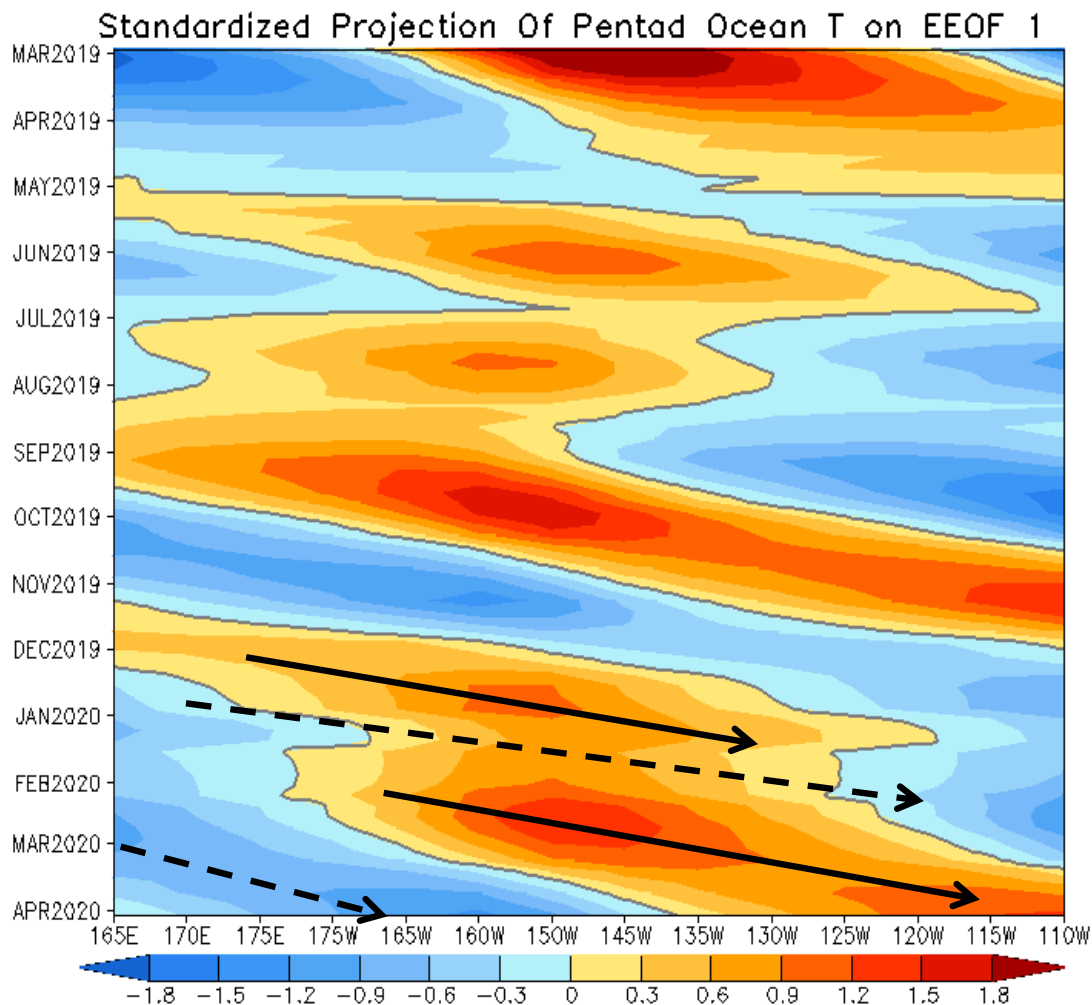 Standardized Projection Of Pentad Ocean T on EEOF 1
MAR2019
APR2019
MAY2019
JUN2019
JUL2019
AUG2019
SEP2019
OCT2019
NOV2019
DEC2019
JAN2020
FEB2020
MAR2020
APR2020
165E 170E 175E 175W 165W 160W 150W 145W 135W 130W 125W 120W 115W 110W
-1.8 -1.5 -1.2 -0.9 -0.6 -0.3 0 0.3 0.6 0.9 1.2 1.5 1.8